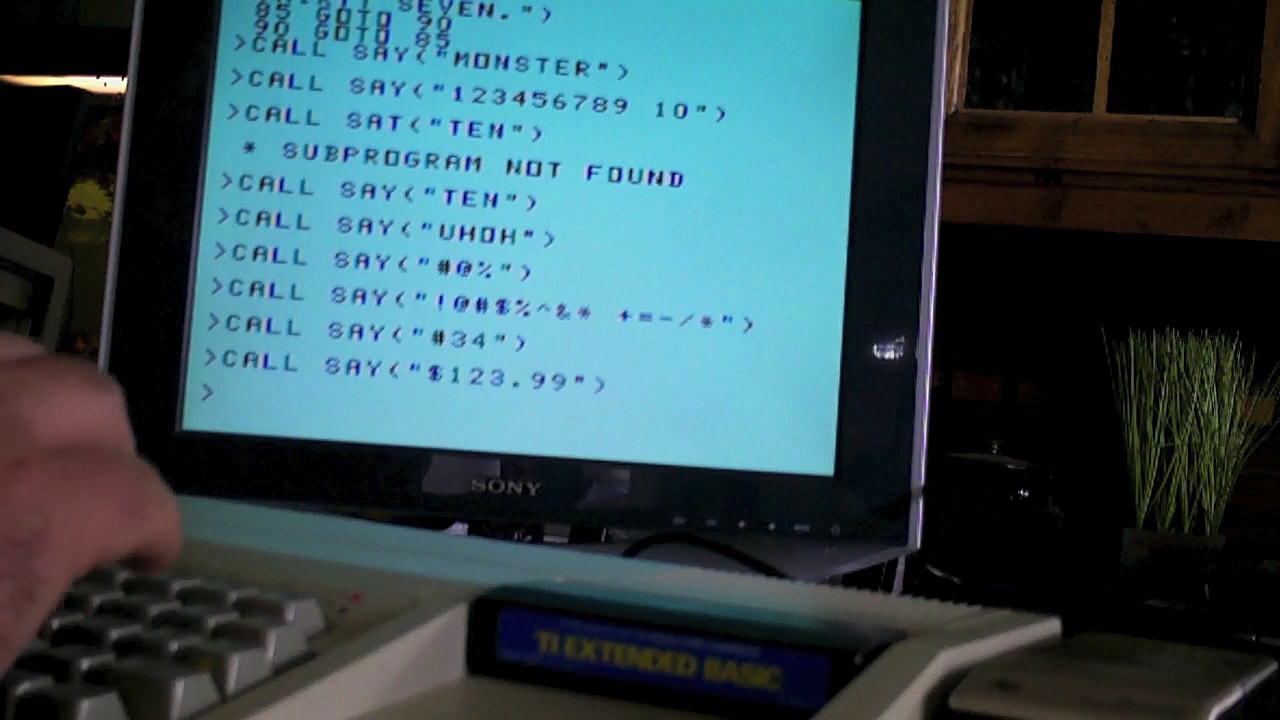 SEVEN.")
85 GOTO 90
90 GOTO 85
>CALL SAY("MONSTER")
>CALL SAY("123456789 10")
>CALL SAT("TEN")
* SUBPROGRAM NOT FOUND
>CALL SAY("TEN")
>CALL SAY("UHOH")
>CALL SAY("#@%")
>CALL SAY("!@#$%^&* +=-/*")
>CALL SAY("#34")
>CALL SAY("$123.99")
>
SONY
TI EXTENDED BASIC